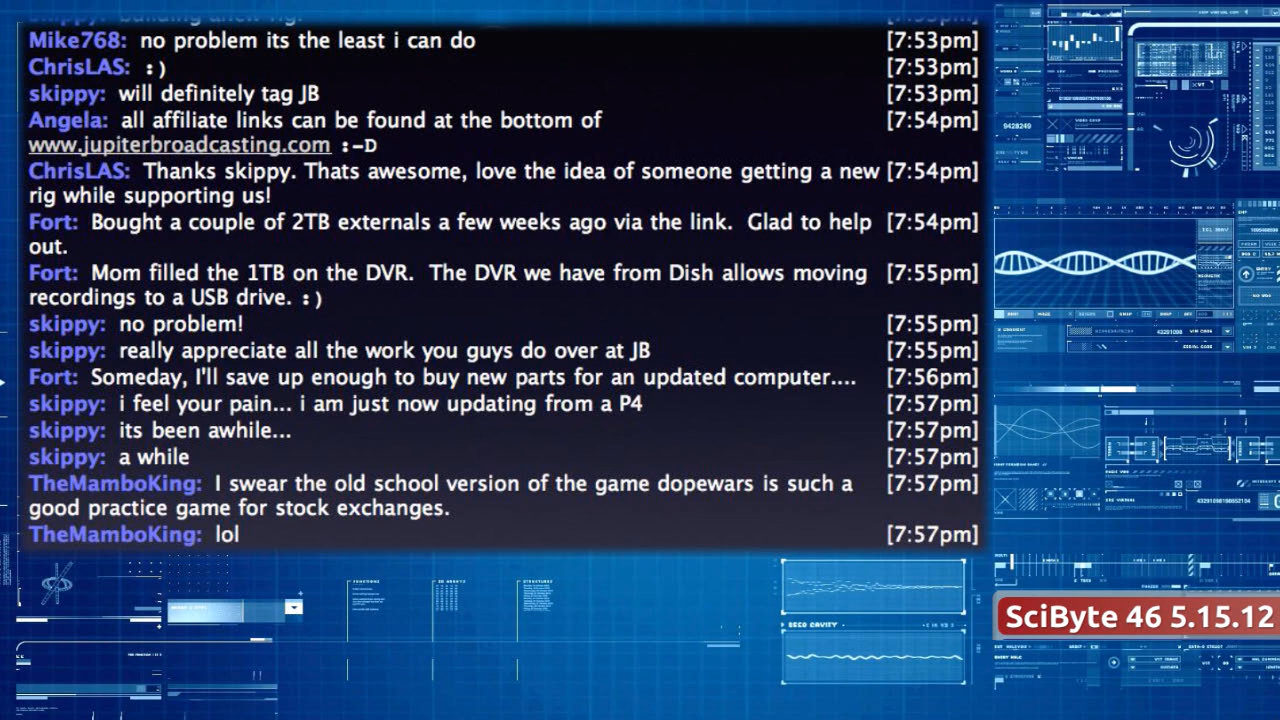 skippy: building anew rig!
Mike768: no problem its the least i can do [7:53pm]
ChrisLAS: :) [7:53pm]
skippy: will definitely tag JB [7:53pm]
Angela: all affiliate links can be found at the bottom of [7:54pm]
www.jupiterbroadcasting.com :-D
ChrisLAS: Thanks skippy. Thats awesome, love the idea of someone getting a new [7:54pm]
rig while supporting us!
Fort: Bought a couple of 2TB externals a few weeks ago via the link. Glad to help [7:54pm]
out.
Fort: Mom filled the 1TB on the DVR. The DVR we have from Dish allows moving [7:55pm]
recordings to a USB drive. :)
skippy: no problem! [7:55pm]
skippy: really appreciate all the work you guys do over at JB [7:55pm]
Fort: Someday, I'll save up enough to buy new parts for an updated computer.... [7:56pm]
skippy: i feel your pain... i am just now updating from a P4 [7:57pm]
skippy: its been awhile... [7:57pm]
skippy: a while [7:57pm]
TheMamboKing: I swear the old school version of the game dopewars is such a [7:57pm]
good practice game for stock exchanges.
TheMamboKing: lol [7:57pm]
9428249
SciByte 46 5.15.12